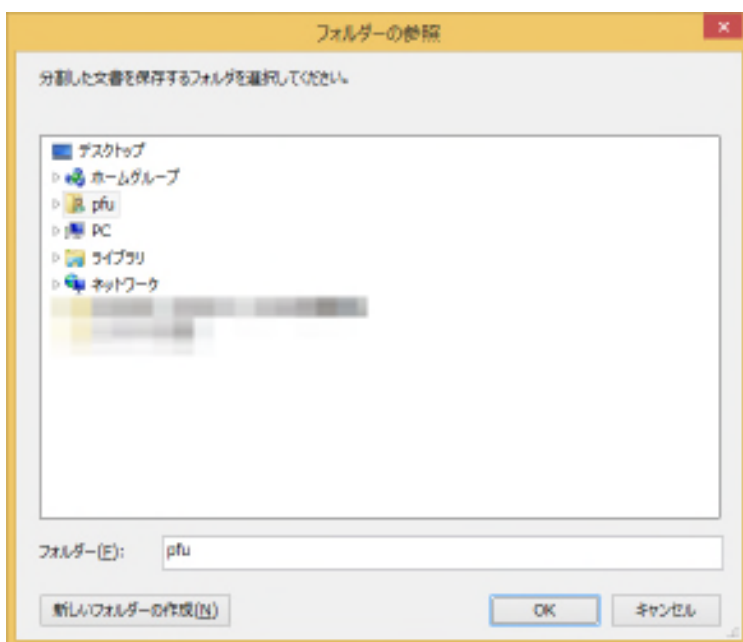 フォルダーの参照
分割した文書を保存するフォルダを選択してください。
デスクトップ
ホームグループ
pfu
PC
ライブラリ
ネットワーク
フォルダー(F): pfu
新しいフォルダーの作成(N) OK キャンセル